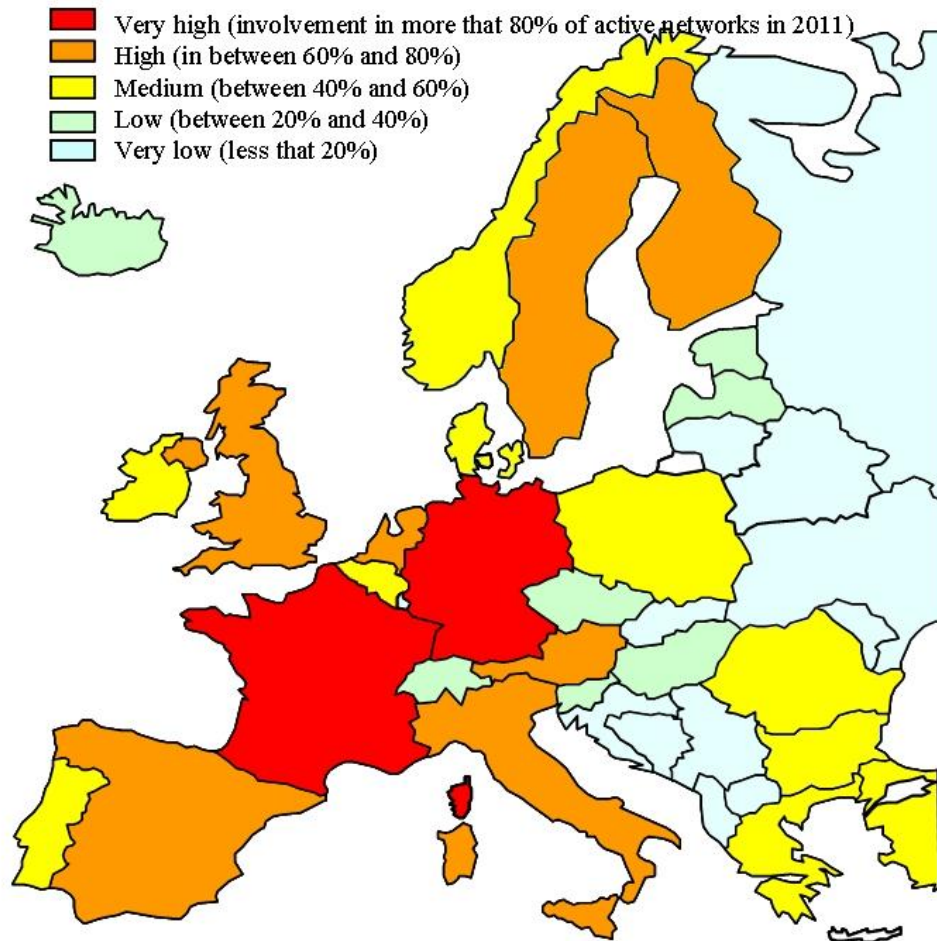 Very high (involvement in more that 80% of active networks in 2011)
High (in between 60% and 80%)
Medium (between 40% and 60%)
Low (between 20% and 40%)
Very low (less that 20%)